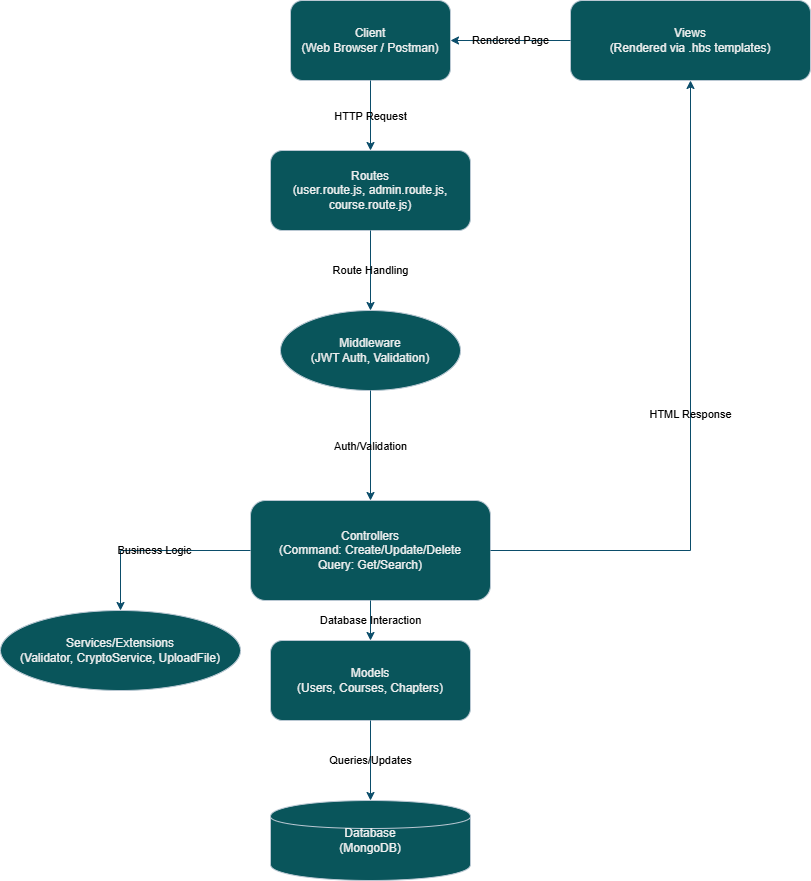 Client
(Web Browser / Postman)
Rendered Page
Views
(Rendered via .hbs templates)
HTTP Request
Routes
(user.route.js, admin.route.js,
course.route.js)
Route Handling
Middleware
(JWT Auth, Validation)
HTML Response
Auth/Validation
Controllers
(Command: Create/Update/Delete
Query: Get/Search)
Business Logic
Database Interaction
Services/Extensions
(Validator, CryptoService, UploadFile)
Models
(Users, Courses, Chapters)
Queries/Updates
Database
(MongoDB)